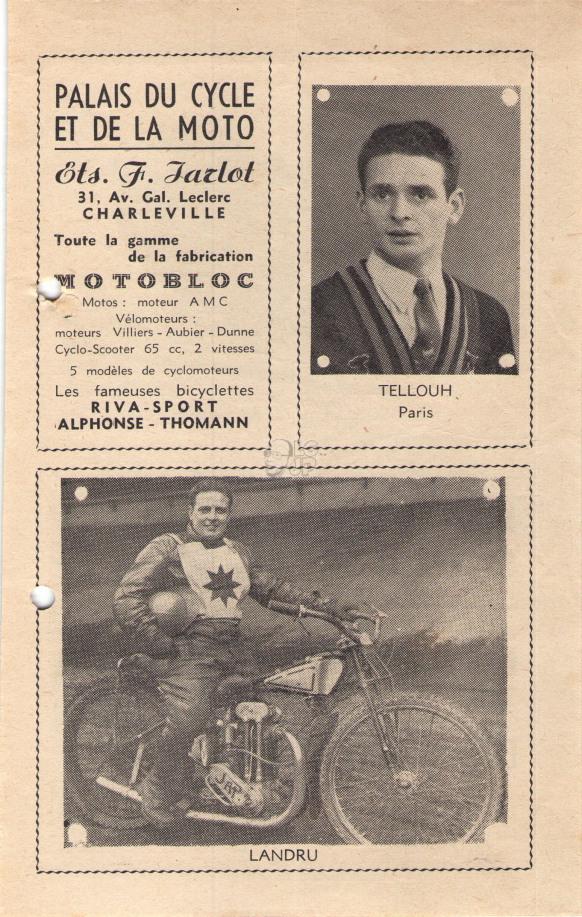 PALAIS DU CYCLE
ET DE LA MOTO
Ets. F. Jarlot
31, Av. Gal. Leclerc
CHARLEVILLE
Toute la gamme
de la fabrication
MOTOBLOC
Motos : moteur AMC
Vélomoteurs :
moteurs Villiers - Aubier - Dunne
Cyclo-Scooter 65 cc, 2 vitesses
5 modèles de cyclomoteurs
Les fameuses bicyclettes
RIVA-SPORT
ALPHONSE - THOMANN
TELLOUH
Paris
JAP
LANDRU